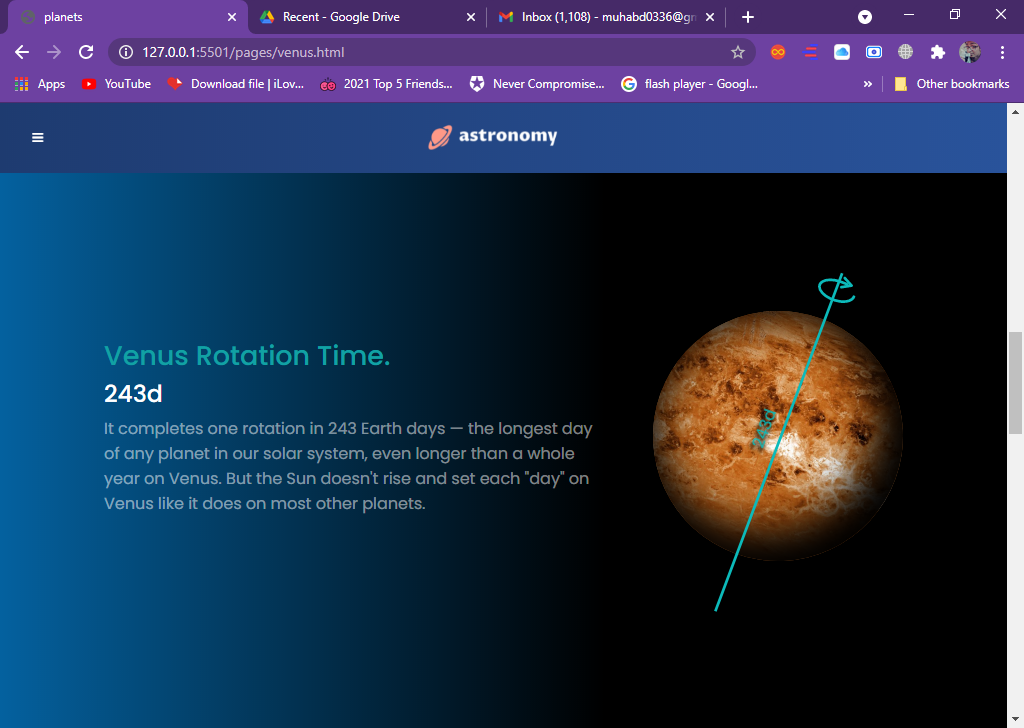 planets
Recent - Google Drive
Inbox (1,108) - muhabd0336@gm
127.0.0.1:5501/pages/venus.html
Apps
YouTube
Download file | iLov...
2021 Top 5 Friends...
Never Compromise...
flash player - Googl...
»
Other bookmarks
astronomy
Venus Rotation Time.
243d
It completes one rotation in 243 Earth days — the longest day
of any planet in our solar system, even longer than a whole
year on Venus. But the Sun doesn't rise and set each "day" on
Venus like it does on most other planets.
243d